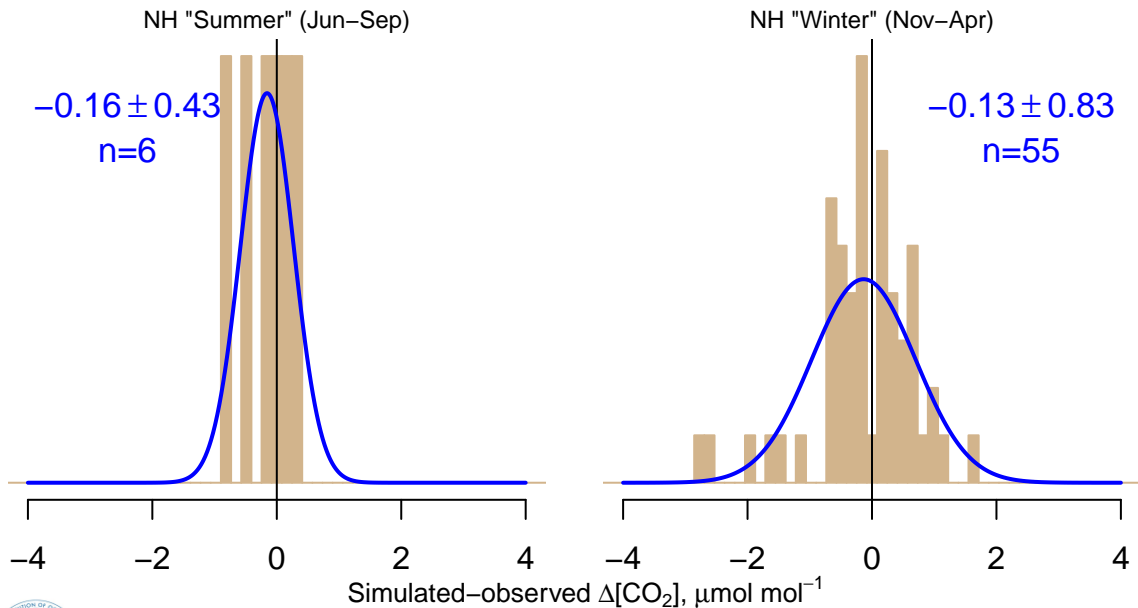 NH "Summer" (Jun−Sep)
−0.16 ± 0.43
n=6
−4 −2 0 2 4
NH "Winter" (Nov−Apr)
−0.13 ± 0.83
n=55
−4 −2 0 2 4
Simulated−observed Δ[CO₂], μmol mol⁻¹